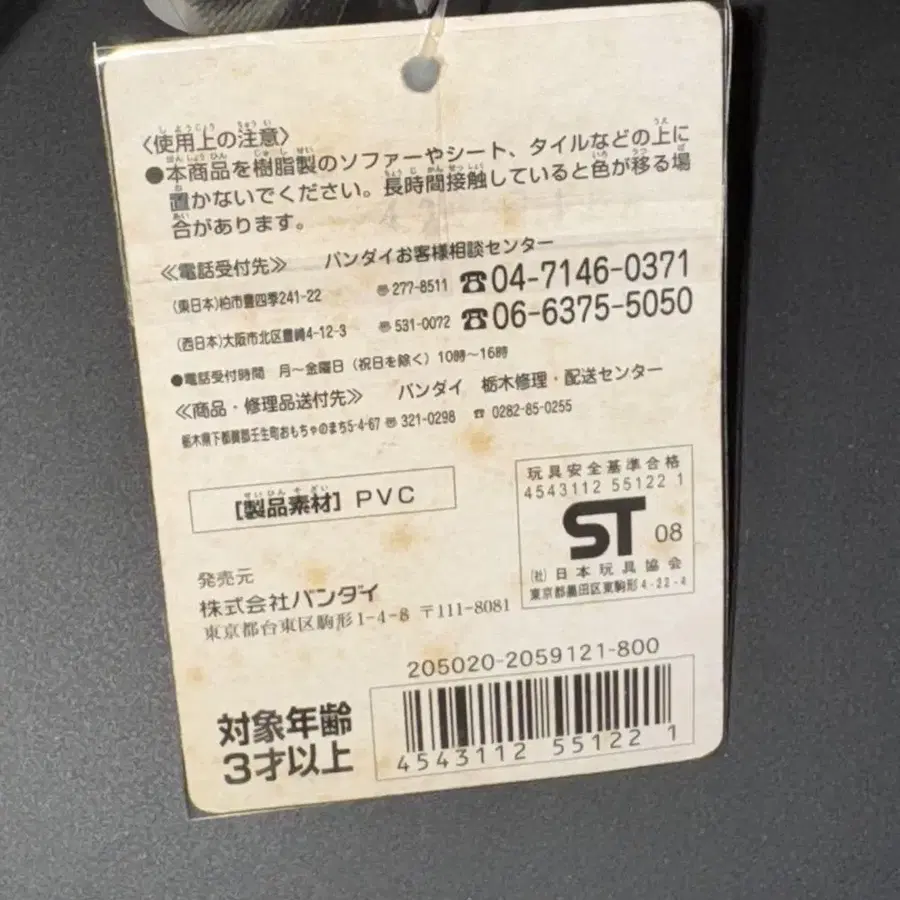 〈使用上の注意〉
●本商品を樹脂製のソファーやシート、タイルなどの上に
置かないでください。長時間接触していると色が移る場
合があります。
≪電話受付先≫ バンダイお客様相談センター
(東日本)柏市豊四季241-22 〠277-8511 ☎04-7146-0371
(西日本)大阪市北区豊崎4-12-3 〠531-0072 ☎06-6375-5050
●電話受付時間 月～金曜日（祝日を除く）10時～16時
≪商品・修理品送付先≫ バンダイ 栃木修理・配送センター
栃木県下都賀郡壬生町おもちゃのまち5-4-67 〠321-0298 ☎0282-85-0255
[製品素材] PVC
玩具安全基準合格
4543112 55122 1
ST 08
(社)日本玩具協会
東京都墨田区東駒形4-22-4
発売元
株式会社バンダイ
東京都台東区駒形1-4-8 〒111-8081
205020-2059121-800
対象年齢
3才以上
4543112 55122 1